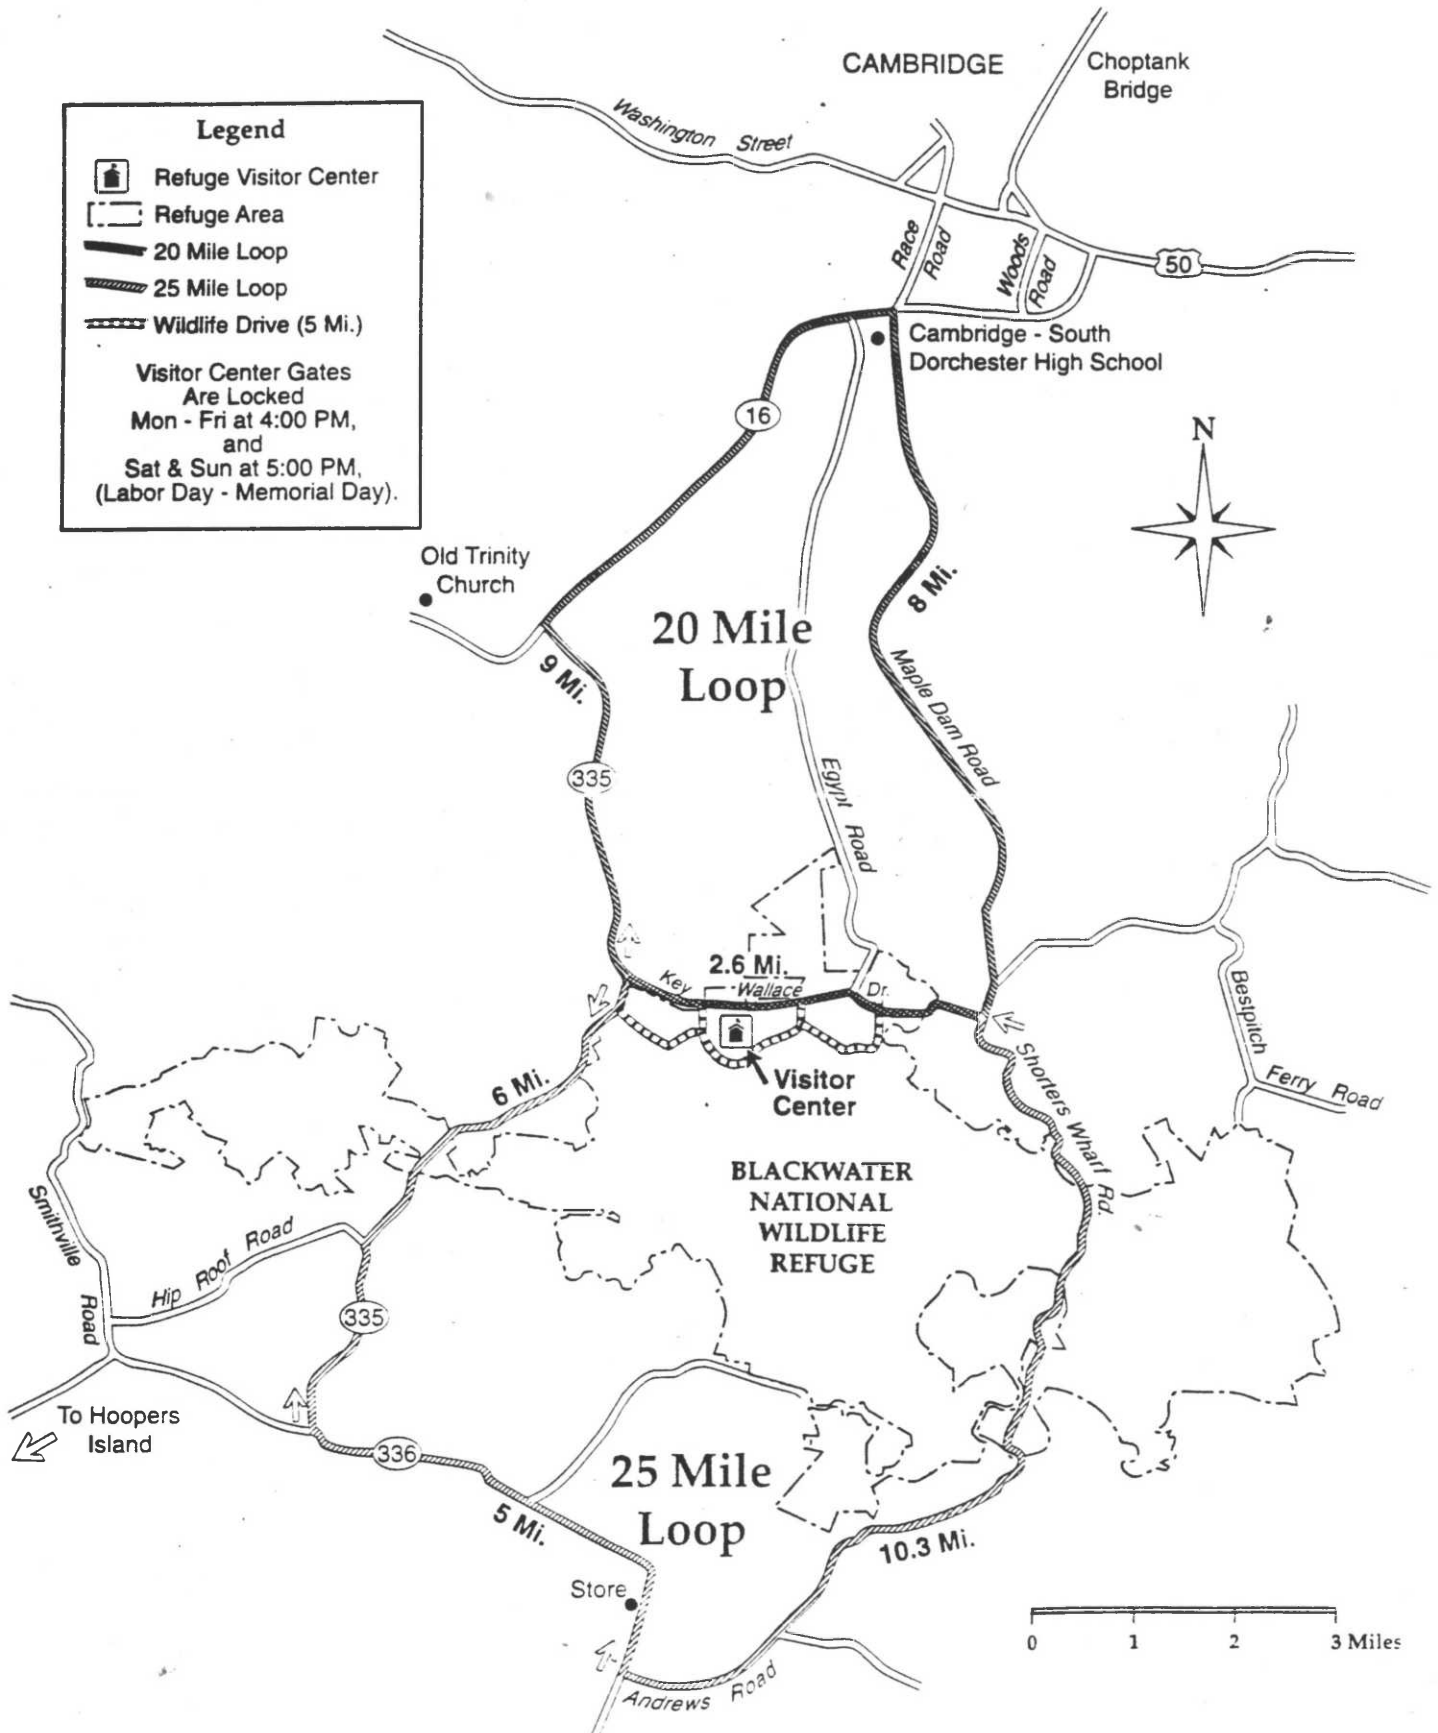 CAMBRIDGE
Choptank
Bridge
Washington Street
Legend
Refuge Visitor Center
Refuge Area
20 Mile Loop
25 Mile Loop
Wildlife Drive (5 Mi.)
Visitor Center Gates
Are Locked
Mon - Fri at 4:00 PM,
and
Sat & Sun at 5:00 PM,
(Labor Day - Memorial Day).
Race
Road
Woods
Road
50
Cambridge - South
Dorchester High School
16
N
Old Trinity
Church
8 Mi.
20 Mile
Loop
9 Mi.
Maple Dam Road
335
Egypt Road
2.6 Mi.
Key Wallace Dr.
Bestpitch
Ferry Road
Shorters Wharf Rd.
Visitor
Center
6 Mi.
BLACKWATER
NATIONAL
WILDLIFE
REFUGE
Smithville
Road
Hip Roof Road
335
To Hoopers
Island
336
25 Mile
Loop
5 Mi.
10.3 Mi.
Store
Andrews Road
0 1 2 3 Miles